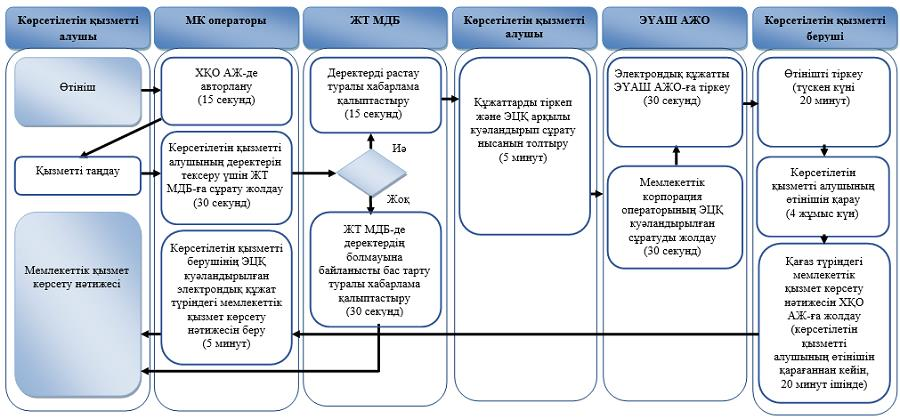 Көрсетілетін қызметті
алушы
МК операторы
ЖТ МДБ
Көрсетілетін қызметті
алушы
ЭҮАШ АЖО
Көрсетілетін қызметті
беруші
Өтініш
Қызметті таңдау
Мемлекеттік қызмет
көрсету нәтижесі
ХҚО АЖ-де
авторлану
(15 секунд)
Көрсетілетін қызметті
алушының деректерін
тексеру үшін ЖТ
МДБ-ға сұрату жолдау
(30 секунд)
Көрсетілетін қызметті
берушінің ЭЦҚ
куәландырылған
электрондық құжат
түріндегі мемлекеттік
қызмет көрсету
нәтижесін беру
(5 минут)
Деректерді растау
туралы хабарлама
қалыптастыру
(15 секунд)
Иә
Жоқ
ЖТ МДБ-де
деректердің
болмауына
байланысты бас тарту
туралы хабарлама
қалыптастыру
(30 секунд)
Құжаттарды тіркеп
және ЭЦҚ арқылы
куәландырып сұрату
нысанын толтыру
(5 минут)
Электрондық құжатты
ЭҮАШ АЖО-ға тіркеу
(30 секунд)
Мемлекеттік
корпорация
операторының ЭЦҚ
куәландырылған
сұратуды жолдау
(30 секунд)
Өтінішті тіркеу
(түскен күні
20 минут)
Көрсетілетін
қызметті алушының
өтінішін қарау
(4 жұмыс күн)
Қағаз түріндегі
мемлекеттік
қызмет көрсету
нәтижесін ХҚО
АЖ-ға жолдау
(көрсетілетін
қызметті
алушының өтінішін
қарағаннан кейін,
20 минут ішінде)